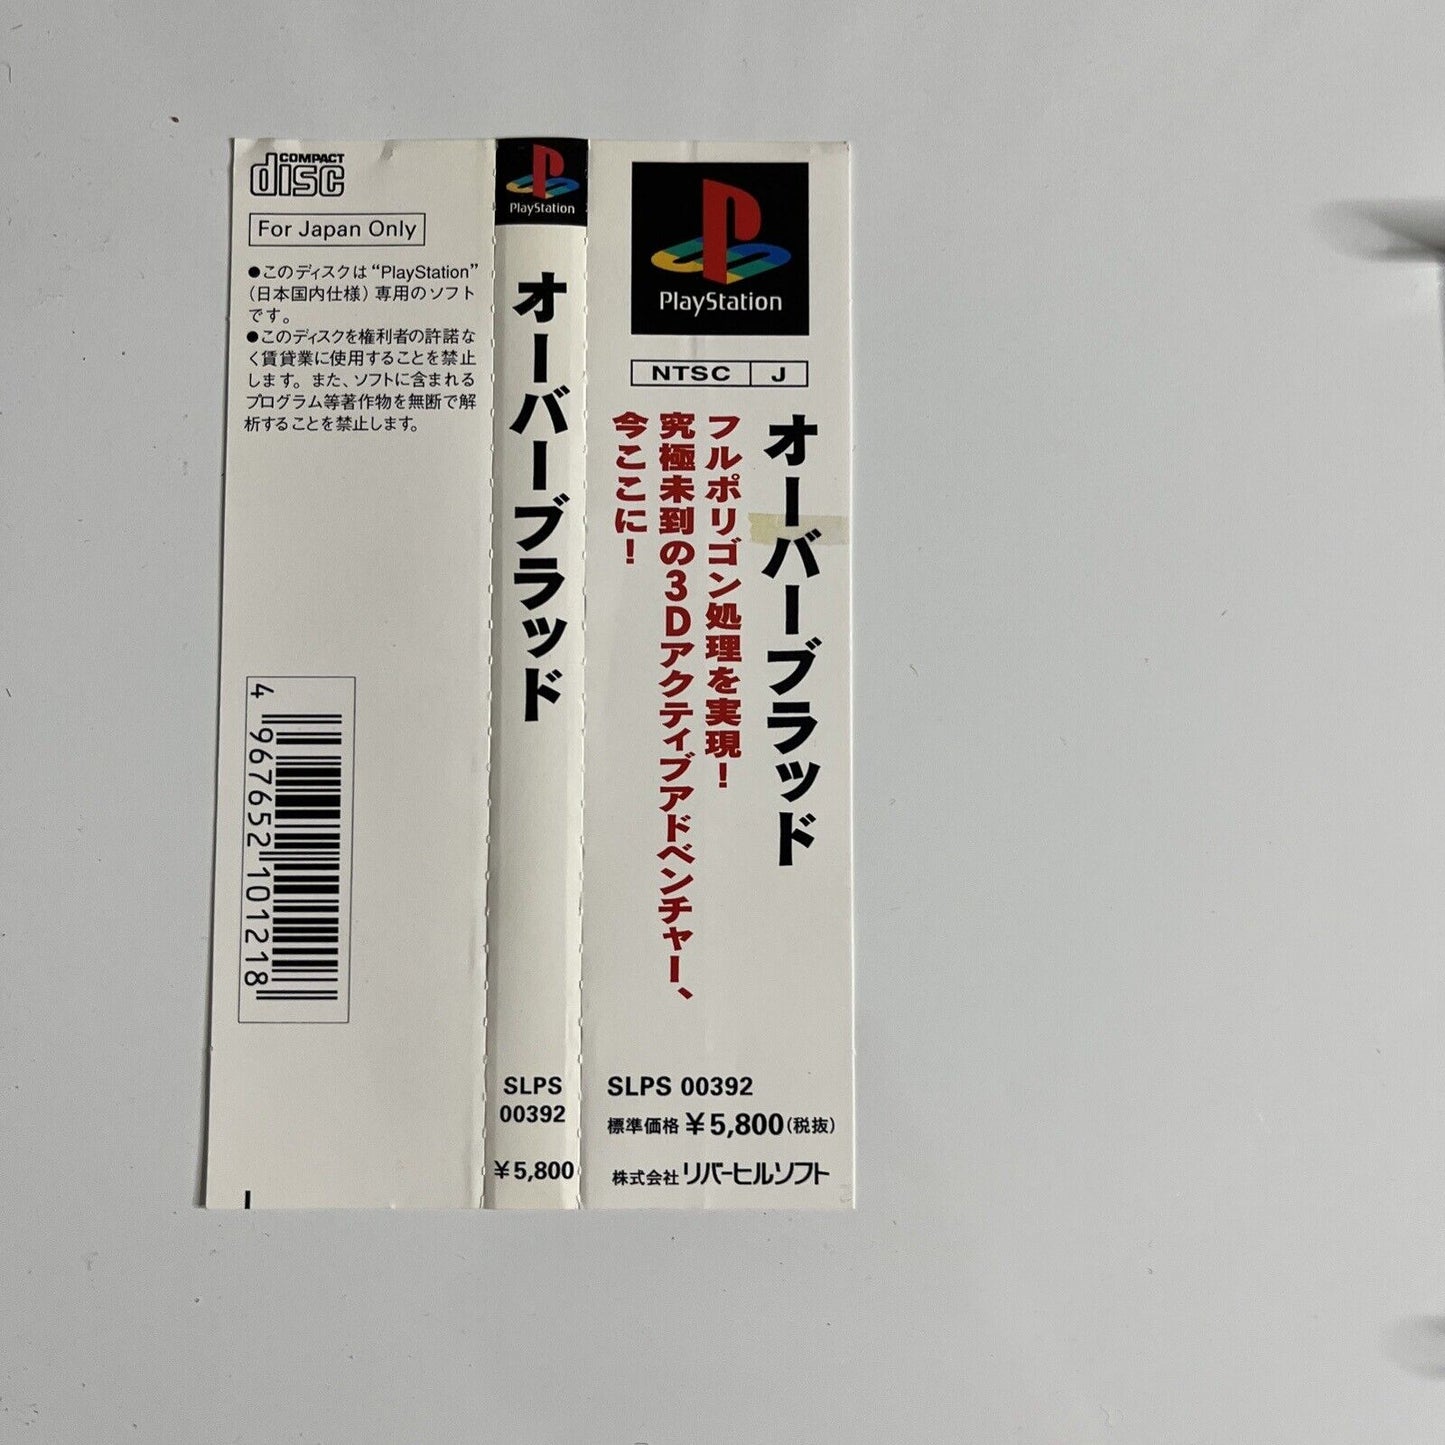 COMPACT
disc
For Japan Only
●このディスクは“PlayStation”
(日本国内仕様)専用のソフト
です。
●このディスクを権利者の許諾な
く賃貸業に使用することを禁止
します。また、ソフトに含まれる
プログラム等著作物を無断で解
析することを禁止します。
4 967652 101218
PlayStation
オーバーブラッド
SLPS
00392
￥5,800
PlayStation
NTSC J
オーバーブラッド
フルポリゴン処理を実現！
究極未到の3Dアクティブアドベンチャー、
今ここに！
SLPS 00392
標準価格 ￥5,800(税抜)
株式会社リバーヒルソフト